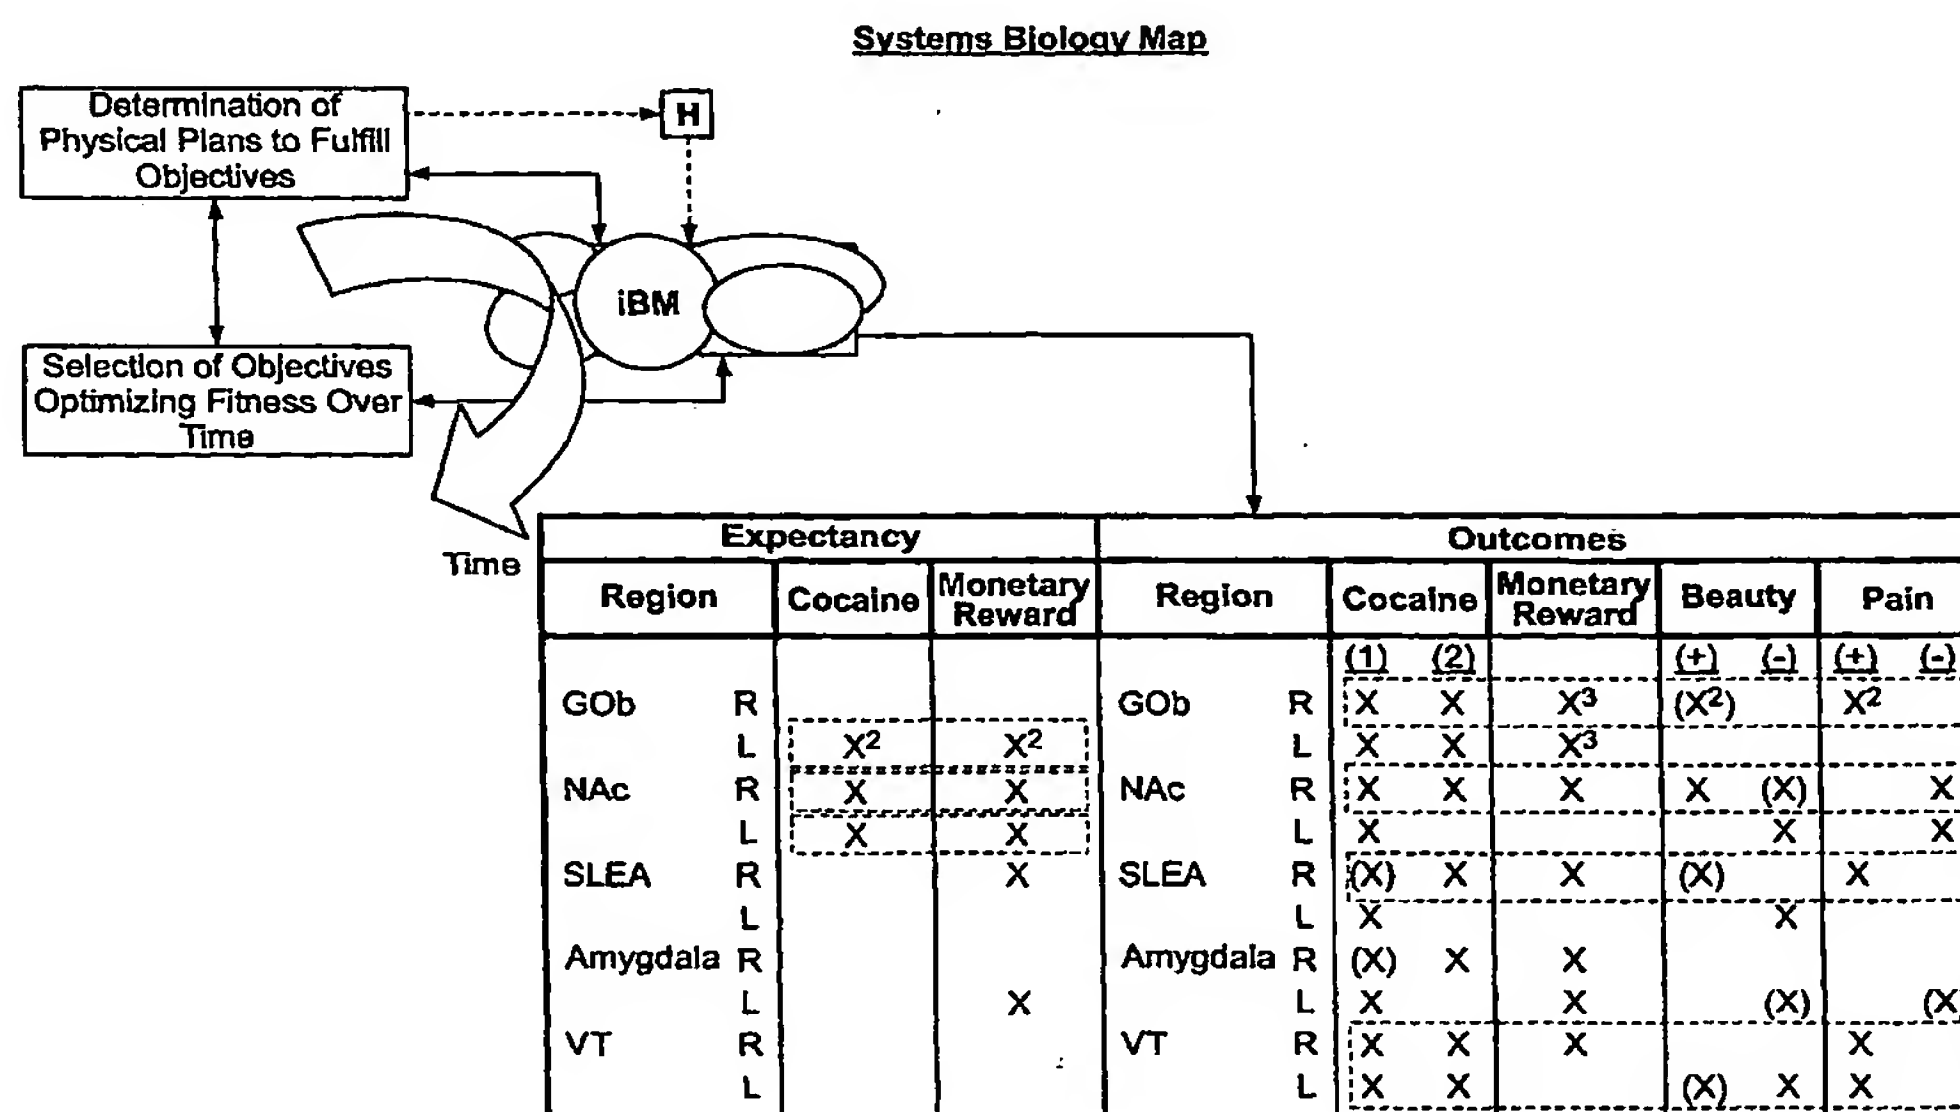 Systems Biology Map
Determination of
Physical Plans to Fulfill
Objectives
H
iBM
Selection of Objectives
Optimizing Fitness Over
Time
Time
Expectancy Outcomes
Region Cocaine Monetary Reward Region Cocaine Monetary Reward Beauty Pain
(1) (2) (+) (-) (+) (-)
GOb R GOb R X X X³ (X²) X²
L X² X² L X X X³
NAc R X X NAc R X X X X (X) X
L X X L X X X
SLEA R X SLEA R (X) X X (X) X
L L X X
Amygdala R Amygdala R (X) X X
L X L X X (X) (X
VT R VT R X X X X
L L X X (X) X X